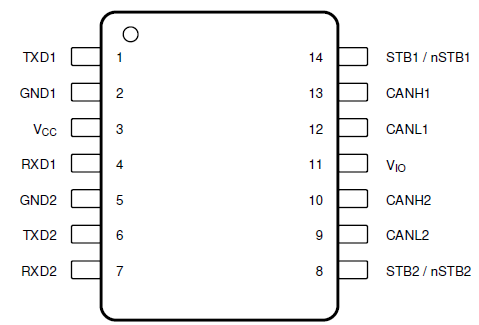 TXD1 1 14 STB1 / nSTB1
GND1 2 13 CANH1
VCC 3 12 CANL1
RXD1 4 11 VIO
GND2 5 10 CANH2
TXD2 6 9 CANL2
RXD2 7 8 STB2 / nSTB2